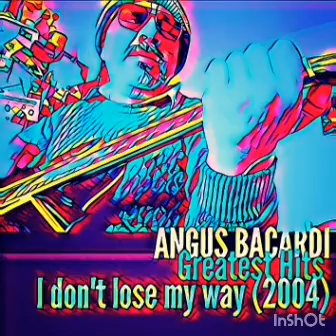 ANGUS BACARDI
Greatest Hits
I don't lose my way (2004)
InShOt